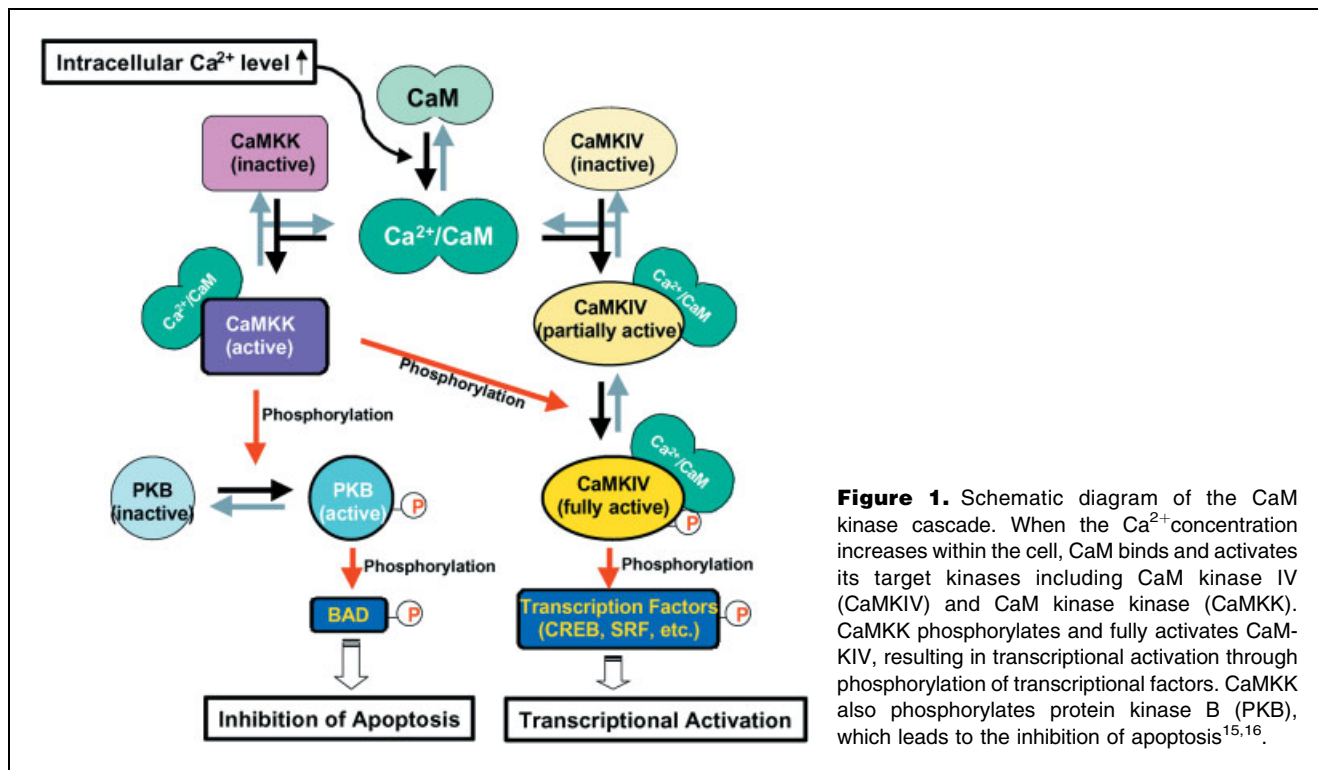 Intracellular Ca²⁺ level ↑
CaM
CaMKK
(inactive)
CaMKIV
(inactive)
Ca²⁺/CaM
Ca²⁺/CaM
CaMKK
(active)
CaMKIV
(partially active)
Ca²⁺/CaM
Phosphorylation
Phosphorylation
PKB
(inactive)
PKB
(active)
P
CaMKIV
(fully active)
Ca²⁺/CaM
P
Phosphorylation
Phosphorylation
BAD
P
Transcription Factors
(CREB, SRF, etc.)
P
Inhibition of Apoptosis
Transcriptional Activation
Figure 1. Schematic diagram of the CaM
kinase cascade. When the Ca²⁺concentration
increases within the cell, CaM binds and activates
its target kinases including CaM kinase IV
(CaMKIV) and CaM kinase kinase (CaMKK).
CaMKK phosphorylates and fully activates CaM-
KIV, resulting in transcriptional activation through
phosphorylation of transcriptional factors. CaMKK
also phosphorylates protein kinase B (PKB),
which leads to the inhibition of apoptosis¹⁵,¹⁶.